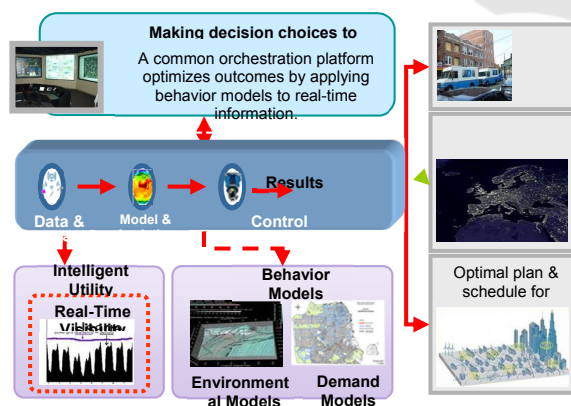 Making decision choices to
A common orchestration platform
optimizes outcomes by applying
behavior models to real-time
information.
Results
Data &
Model &
Control
Intelligent
Utility
Real-Time
Visibility
Behavior
Models
Environment
al Models
Demand
Models
Optimal plan &
schedule for